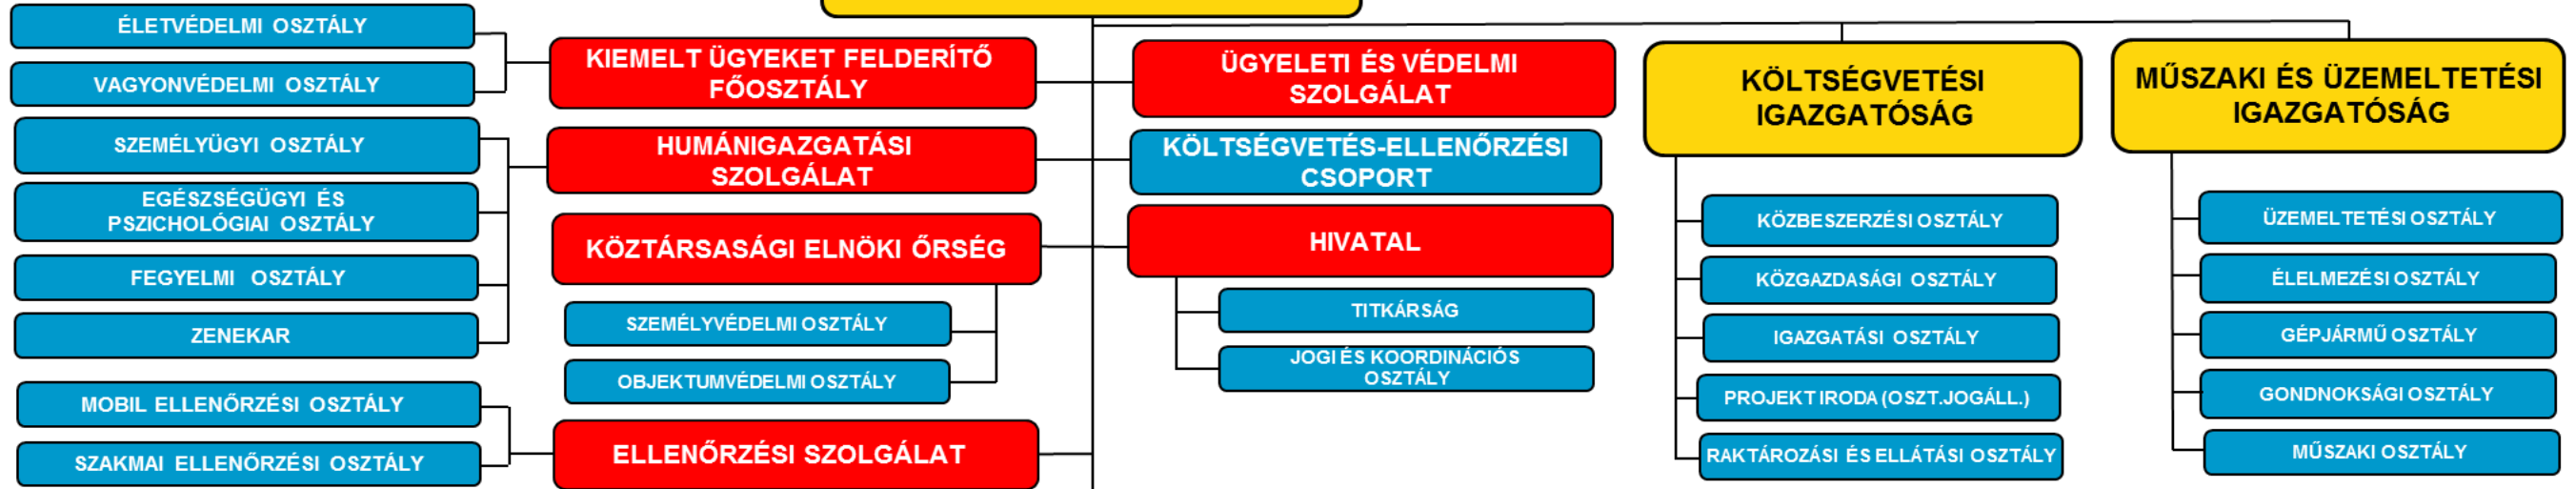 ÉLETVÉDELMI OSZTÁLY
VAGYONVÉDELMI OSZTÁLY
KIEMELT ÜGYEKET FELDERÍTŐ
FŐOSZTÁLY
SZEMÉLYÜGYI OSZTÁLY
EGÉSZSÉGÜGYI ÉS
PSZICHOLÓGIAI OSZTÁLY
FEGYELMI OSZTÁLY
ZENEKAR
HUMÁNIGAZGATÁSI
SZOLGÁLAT
KÖZTÁRSASÁGI ELNÖKI ŐRSÉG
SZEMÉLYVÉDELMI OSZTÁLY
OBJEKTUMVÉDELMI OSZTÁLY
MOBIL ELLENŐRZÉSI OSZTÁLY
SZAKMAI ELLENŐRZÉSI OSZTÁLY
ELLENŐRZÉSI SZOLGÁLAT
ÜGYELETI ÉS VÉDELMI
SZOLGÁLAT
KÖLTSÉGVETÉS-ELLENŐRZÉSI
CSOPORT
HIVATAL
TITKÁRSÁG
JOGI ÉS KOORDINÁCIÓS
OSZTÁLY
KÖLTSÉGVETÉSI
IGAZGATÓSÁG
KÖZBESZERZÉSI OSZTÁLY
KÖZGAZDASÁGI OSZTÁLY
IGAZGATÁSI OSZTÁLY
PROJEKT IRODA (OSZT.JOGÁLL.)
RAKTÁROZÁSI ÉS ELLÁTÁSI OSZTÁLY
MŰSZAKI ÉS ÜZEMELTETÉSI
IGAZGATÓSÁG
ÜZEMELTETÉSI OSZTÁLY
ÉLELMEZÉSI OSZTÁLY
GÉPJÁRMŰ OSZTÁLY
GONDNOKSÁGI OSZTÁLY
MŰSZAKI OSZTÁLY